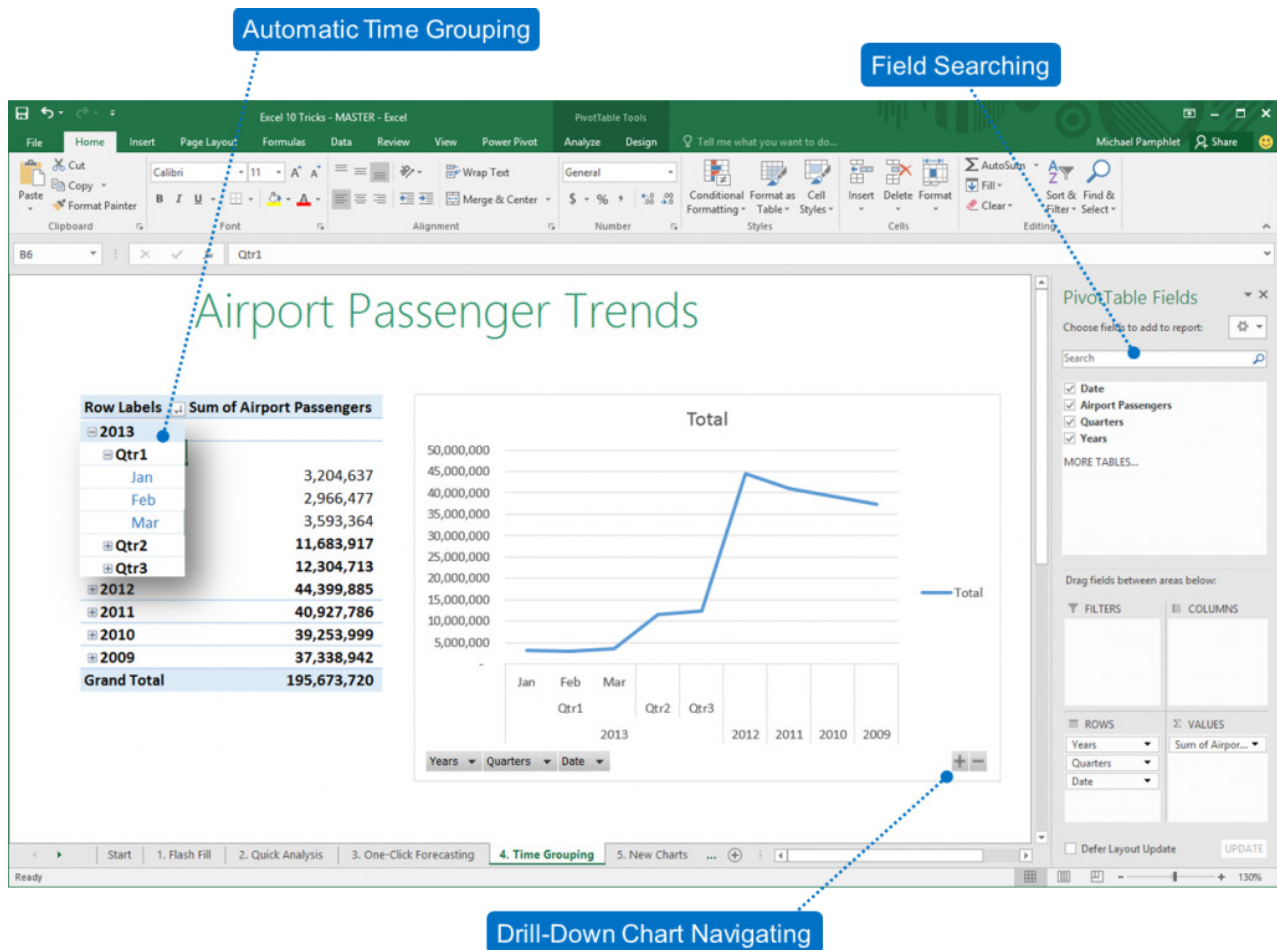 Automatic Time Grouping
Field Searching
Excel 10 Tricks - MASTER - Excel
PivotTable Tools
File Home Insert Page Layout Formulas Data Review View Power Pivot Analyze Design Tell me what you want to do... Michael Pamphlet Share
Paste
Cut
Copy
Format Painter
Clipboard
Calibri 11 A A
B I U A
Font
Wrap Text
Merge & Center
Alignment
General
$ % , .00 .00
Number
Conditional Formatting
Format as Table
Cell Styles
Styles
Insert Delete Format
Cells
AutoSum
Fill
Clear
Sort & Filter
Find & Select
Editing
B6 Qtr1
Airport Passenger Trends
Row Labels Sum of Airport Passengers
2013
Qtr1
Jan 3,204,637
Feb 2,966,477
Mar 3,593,364
Qtr2 11,683,917
Qtr3 12,304,713
2012 44,399,885
2011 40,927,786
2010 39,253,999
2009 37,338,942
Grand Total 195,673,720
Total
50,000,000
45,000,000
40,000,000
35,000,000
30,000,000
25,000,000
20,000,000
15,000,000
10,000,000
5,000,000
-
Total
Jan Feb Mar
Qtr1 Qtr2 Qtr3
2013 2012 2011 2010 2009
Years Quarters Date
+ -
PivotTable Fields
Choose fields to add to report:
Search
Date
Airport Passengers
Quarters
Years
MORE TABLES...
Drag fields between areas below:
FILTERS COLUMNS
ROWS Σ VALUES
Years Sum of Airpor...
Quarters
Date
Defer Layout Update UPDATE
Start 1. Flash Fill 2. Quick Analysis 3. One-Click Forecasting 4. Time Grouping 5. New Charts ...
Ready 130%
Drill-Down Chart Navigating